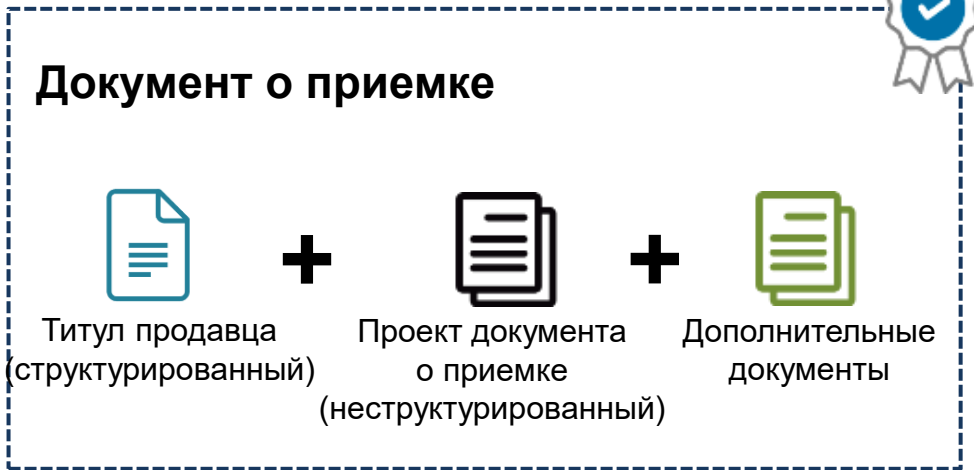 Документ о приемке
Титул продавца
(структурированный)
Проект документа
о приемке
(неструктурированный)
Дополнительные
документы